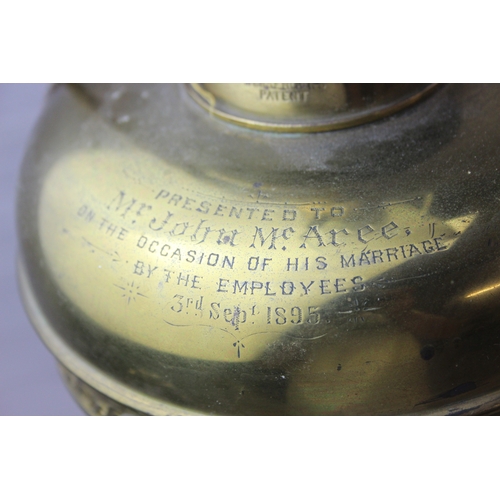 PATENT
PRESENTED TO
Mr John McAree,
ON THE OCCASION OF HIS MARRIAGE
BY THE EMPLOYEES
3rd Sept 1895